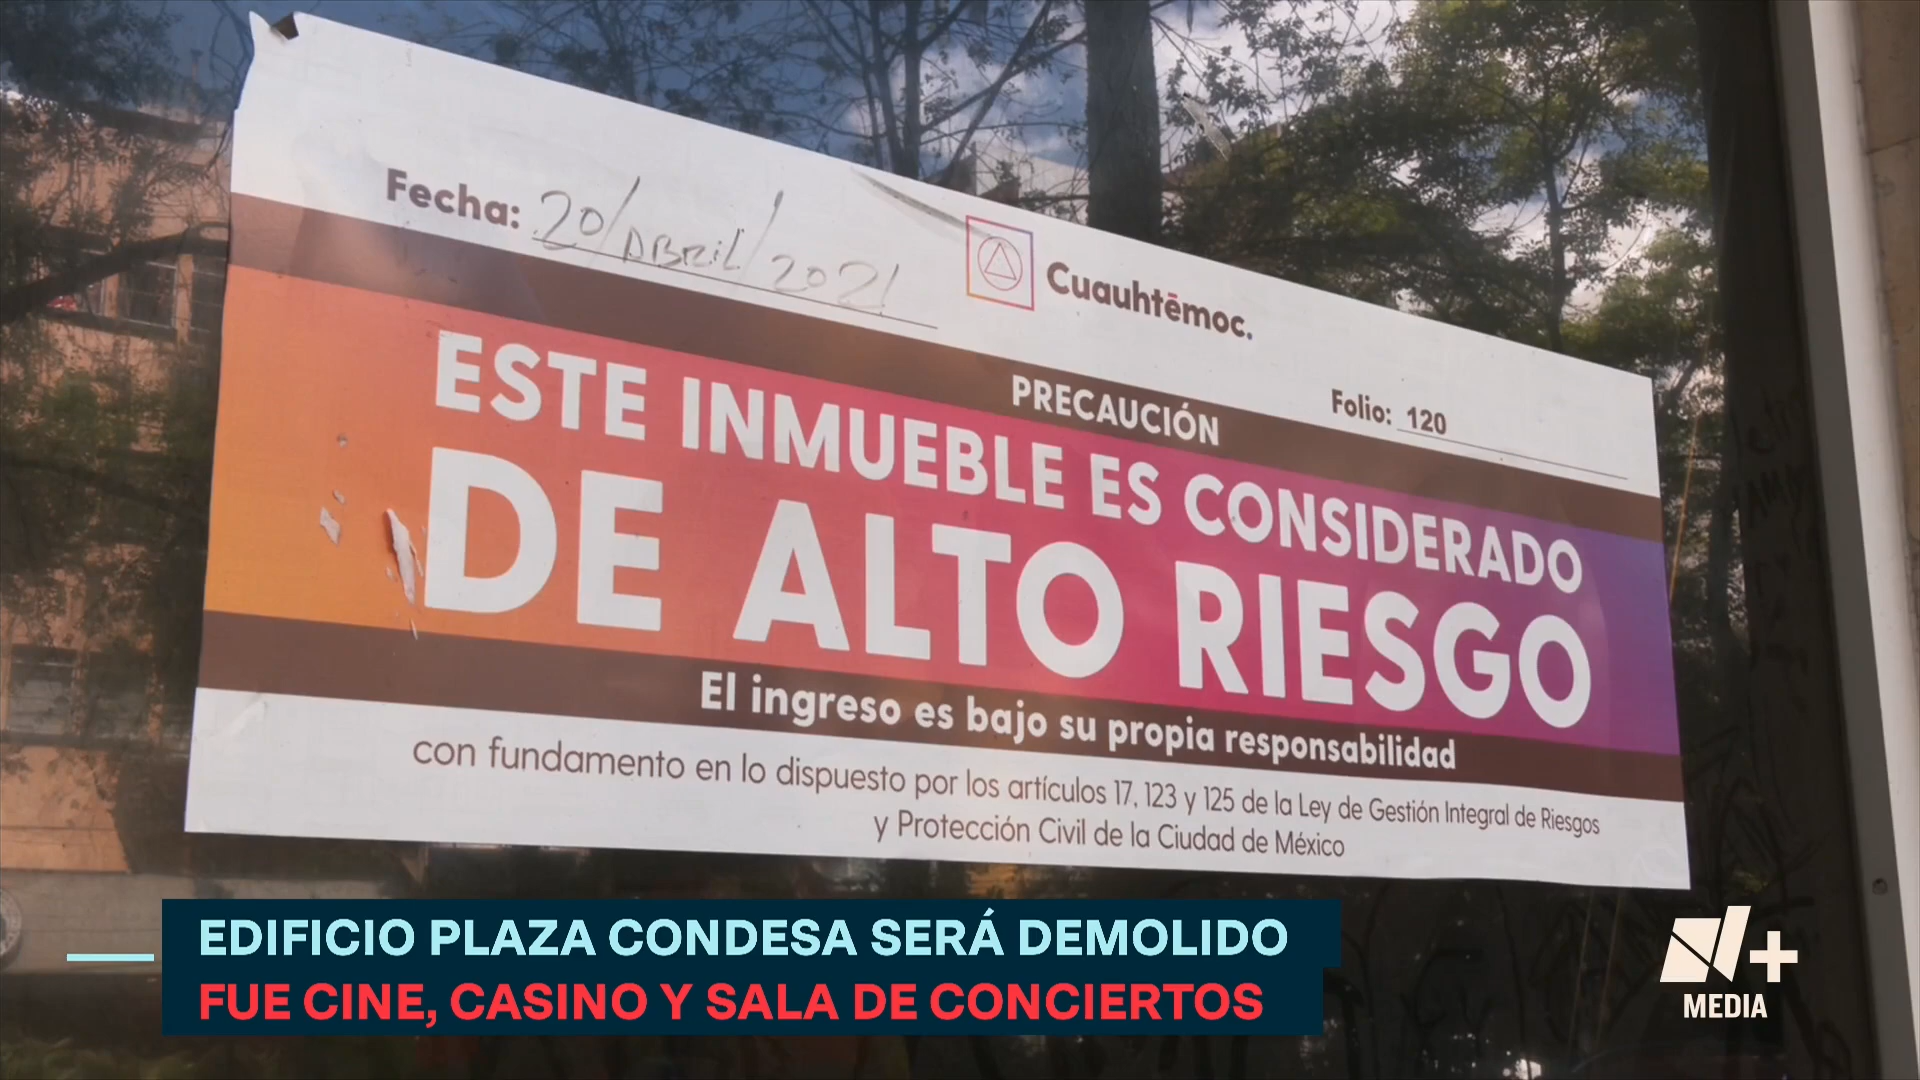 Fecha: 20/ABRIL/2021
Cuauhtēmoc.
PRECAUCIÓN
Folio: 120
ESTE INMUEBLE ES CONSIDERADO
DE ALTO RIESGO
El ingreso es bajo su propia responsabilidad
con fundamento en lo dispuesto por los artículos 17, 123 y 125 de la Ley de Gestión Integral de Riesgos
y Protección Civil de la Ciudad de México
EDIFICIO PLAZA CONDESA SERÁ DEMOLIDO
FUE CINE, CASINO Y SALA DE CONCIERTOS
N+
MEDIA